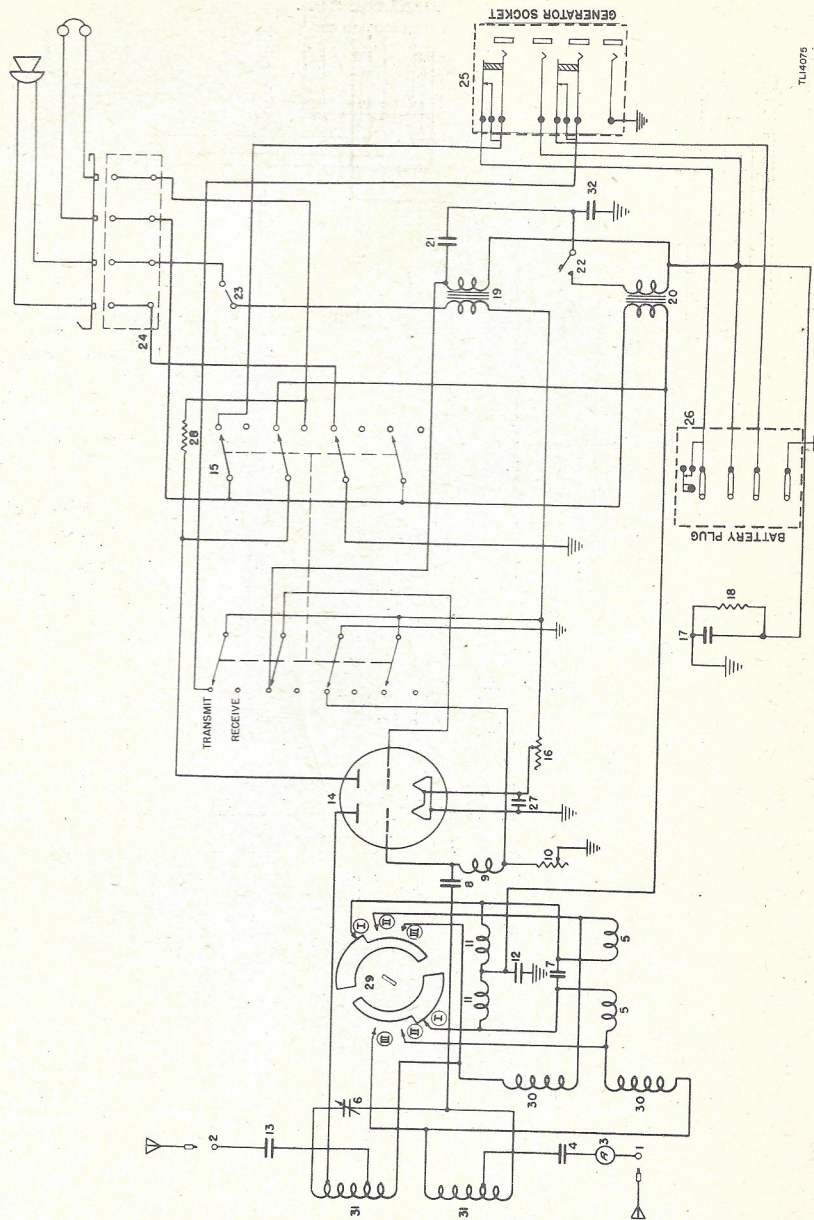 GENERATOR SOCKET
25
TL14075
32
21
22
23
19
24
20
28
15
26
BATTERY PLUG
TRANSMIT
RECEIVE
18
17
14
16
27
10
8
9
I
II
III
29
11
11
12
7
5
5
I
II
III
6
30
30
2
13
4
A 3
1
31
31